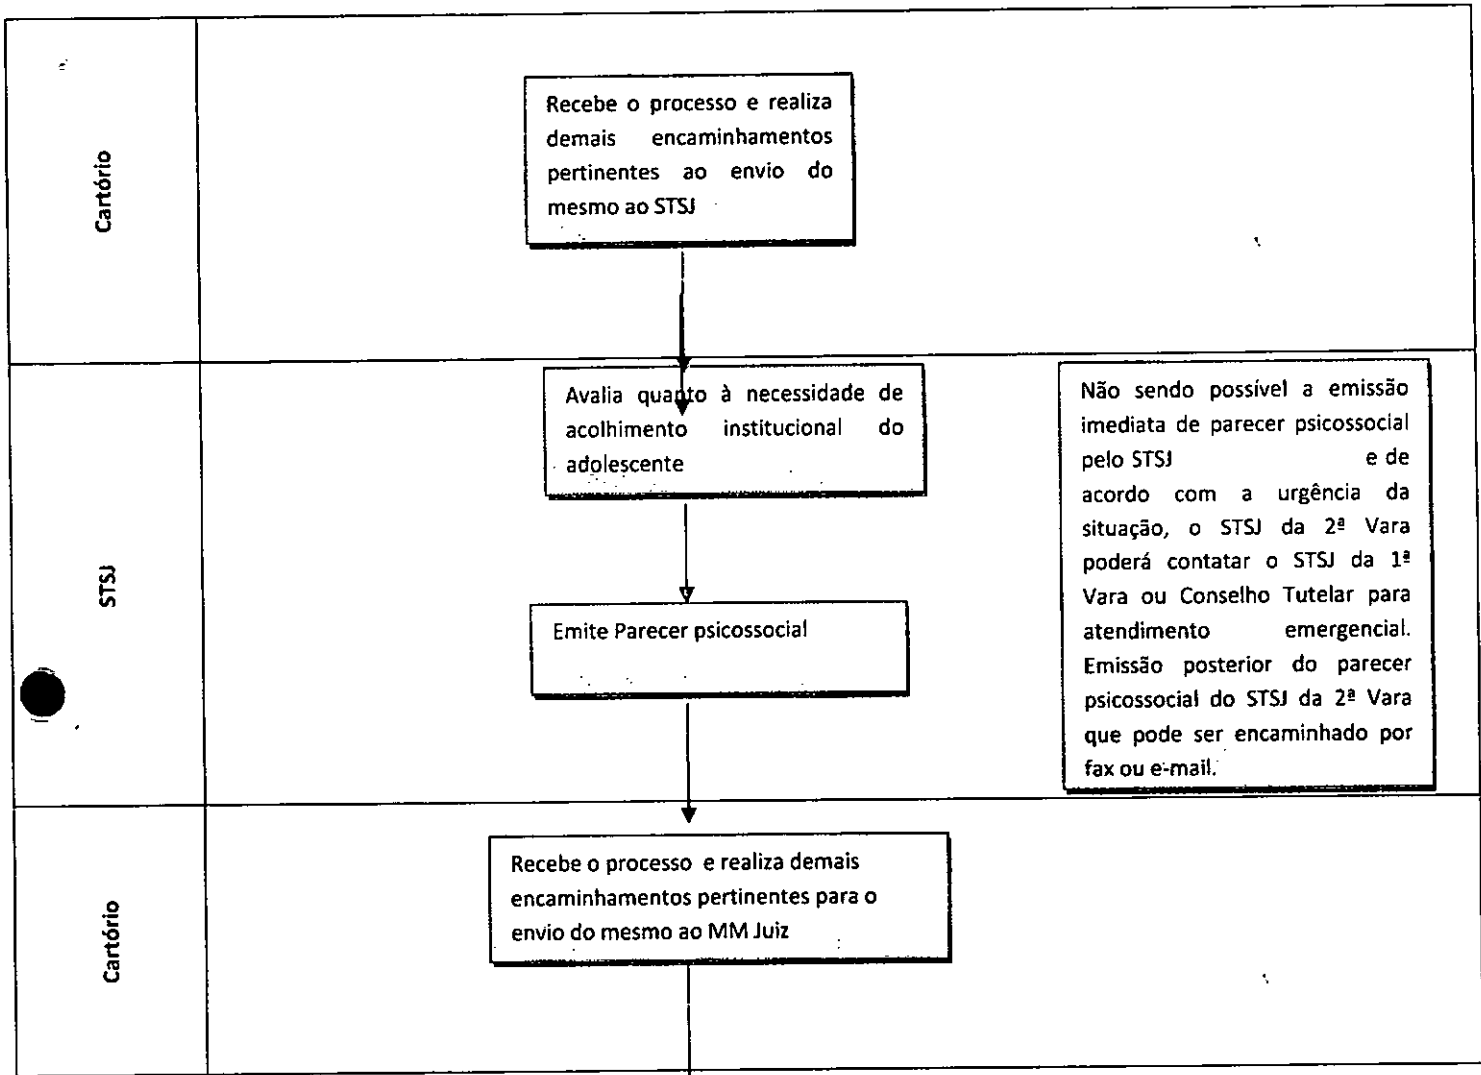 Cartório
Recebe o processo e realiza
demais encaminhamentos
pertinentes ao envio do
mesmo ao STSJ
STSJ
Avalia quanto à necessidade de
acolhimento institucional do
adolescente
Emite Parecer psicossocial
Não sendo possível a emissão
imediata de parecer psicossocial
pelo STSJ e de
acordo com a urgência da
situação, o STSJ da 2ª Vara
poderá contatar o STSJ da 1ª
Vara ou Conselho Tutelar para
atendimento emergencial.
Emissão posterior do parecer
psicossocial do STSJ da 2ª Vara
que pode ser encaminhado por
fax ou e-mail.
Cartório
Recebe o processo e realiza demais
encaminhamentos pertinentes para o
envio do mesmo ao MM Juiz